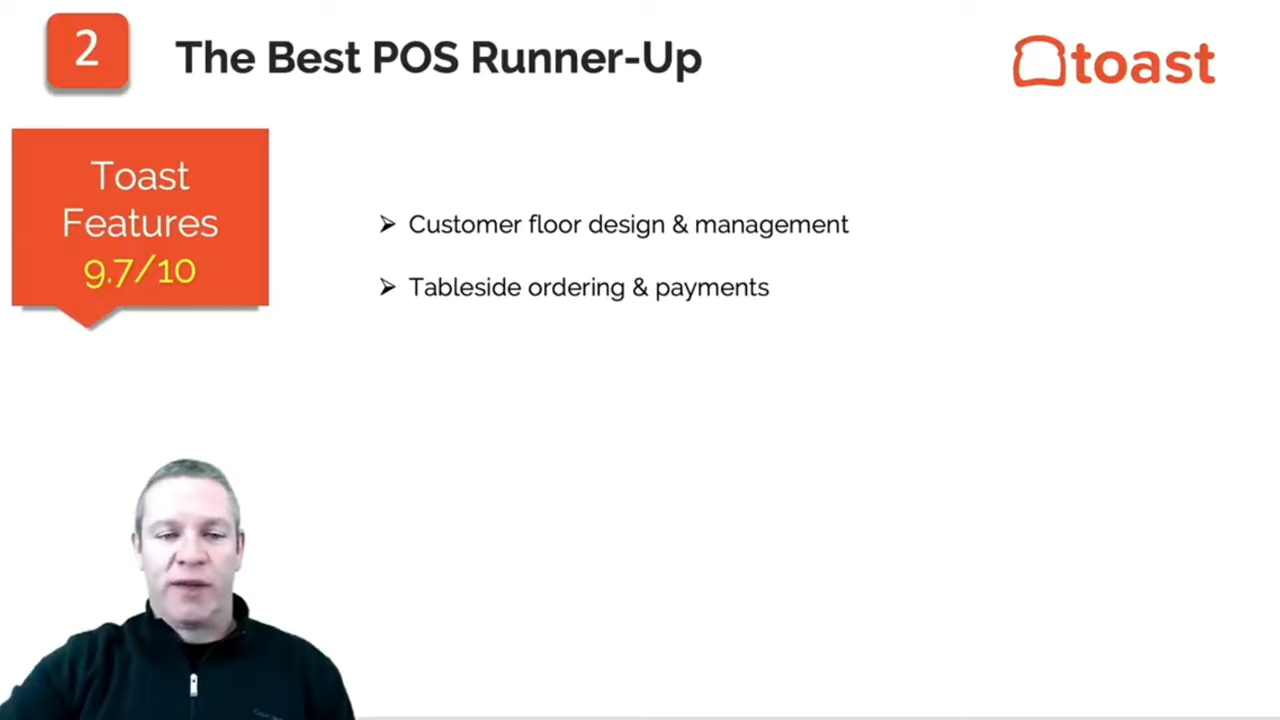 2
The Best POS Runner-Up
toast
Toast
Features
9.7/10
➢ Customer floor design & management
➢ Tableside ordering & payments